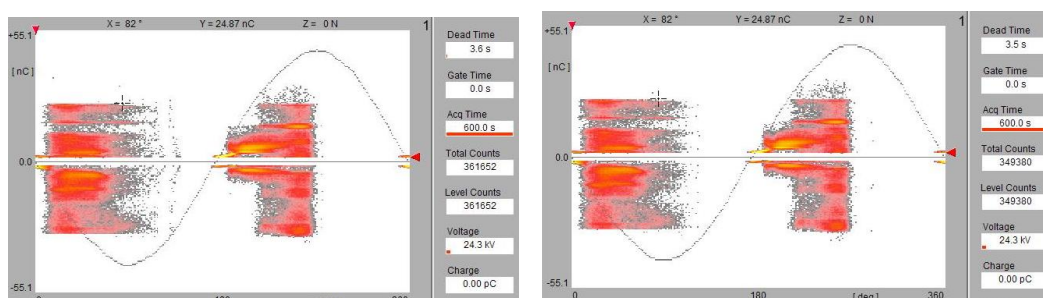 X = 82 ° Y = 24.87 nC Z = 0 N 1
+55.1
[ nC ]
0.0
-55.1
0
Dead Time
3.6 s
Gate Time
0.0 s
Acq Time
600.0 s
Total Counts
361652
Level Counts
361652
Voltage
24.3 kV
Charge
0.00 pC
X = 82 ° Y = 24.87 nC Z = 0 N 1
+55.1
[ nC ]
0.0
-55.1
0 180 [ deg ] 360
Dead Time
3.5 s
Gate Time
0.0 s
Acq Time
600.0 s
Total Counts
349380
Level Counts
349380
Voltage
24.3 kV
Charge
0.00 pC